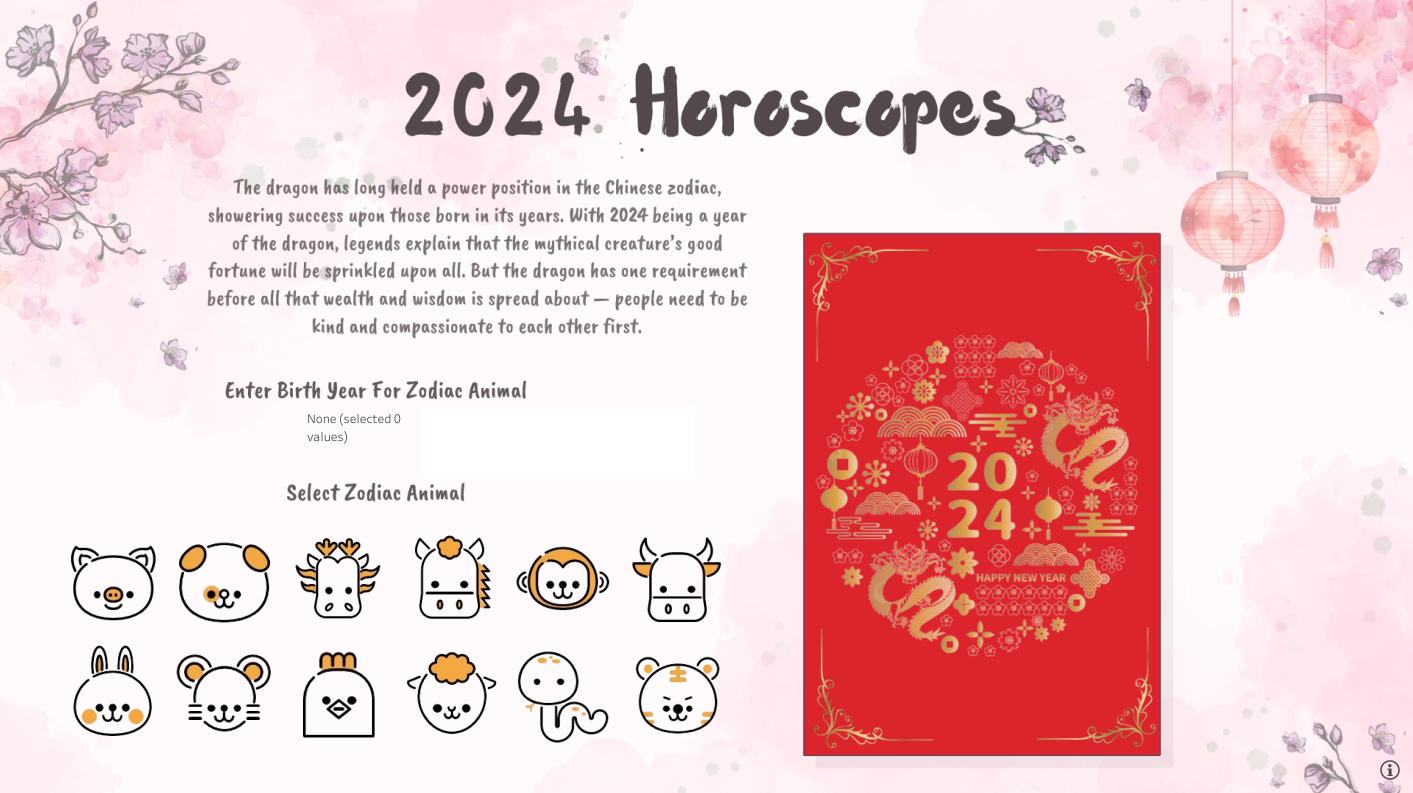 2024 Horoscopes
The dragon has long held a power position in the Chinese zodiac,
showering success upon those born in its years. With 2024 being a year
of the dragon, legends explain that the mythical creature's good
fortune will be sprinkled upon all. But the dragon has one requirement
before all that wealth and wisdom is spread about — people need to be
kind and compassionate to each other first.
Enter Birth Year For Zodiac Animal
None (selected 0
values)
Select Zodiac Animal
20
24
HAPPY NEW YEAR